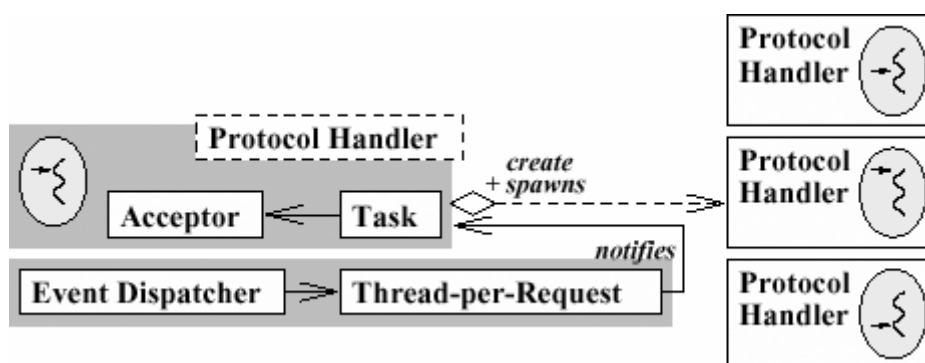 Protocol
Handler
Protocol Handler
create
+ spawns
Protocol
Handler
Acceptor
Task
notifies
Event Dispatcher
Thread-per-Request
Protocol
Handler